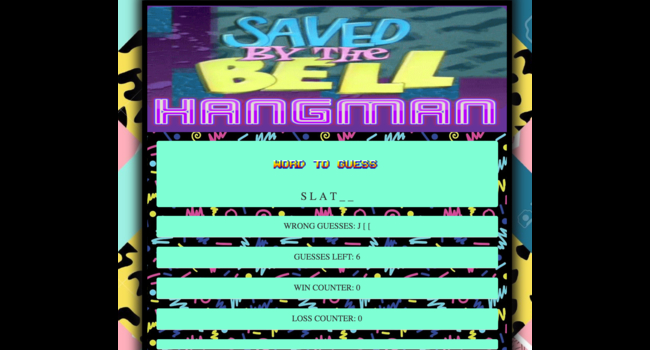 SAVED
BY THE
BELL
HANGMAN
WORD TO GUESS
S L A T _ _
WRONG GUESSES: J [ [
GUESSES LEFT: 6
WIN COUNTER: 0
LOSS COUNTER: 0